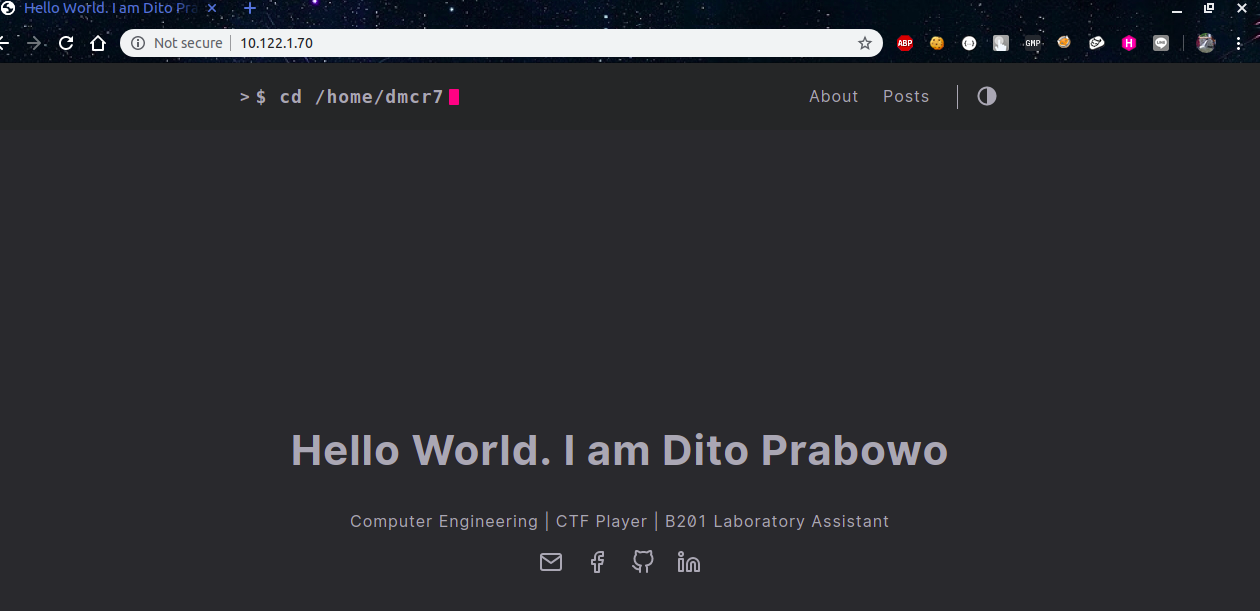 Hello World. I am Dito Pra
Not secure 10.122.1.70
ABP GMP H
>$ cd /home/dmcr7
About Posts
Hello World. I am Dito Prabowo
Computer Engineering | CTF Player | B201 Laboratory Assistant